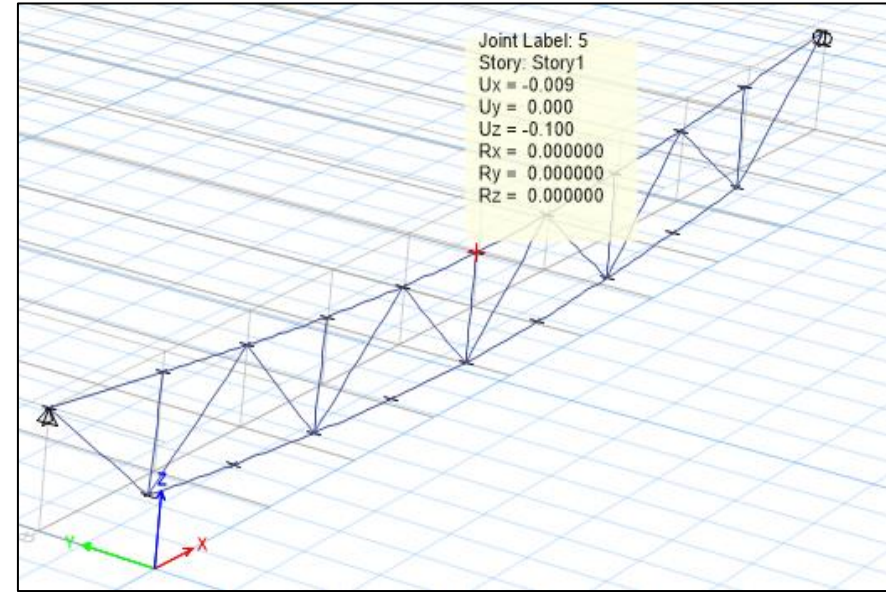 Joint Label: 5
Story: Story1
Ux = -0.009
Uy = 0.000
Uz = -0.100
Rx = 0.000000
Ry = 0.000000
Rz = 0.000000
Z
Y
X